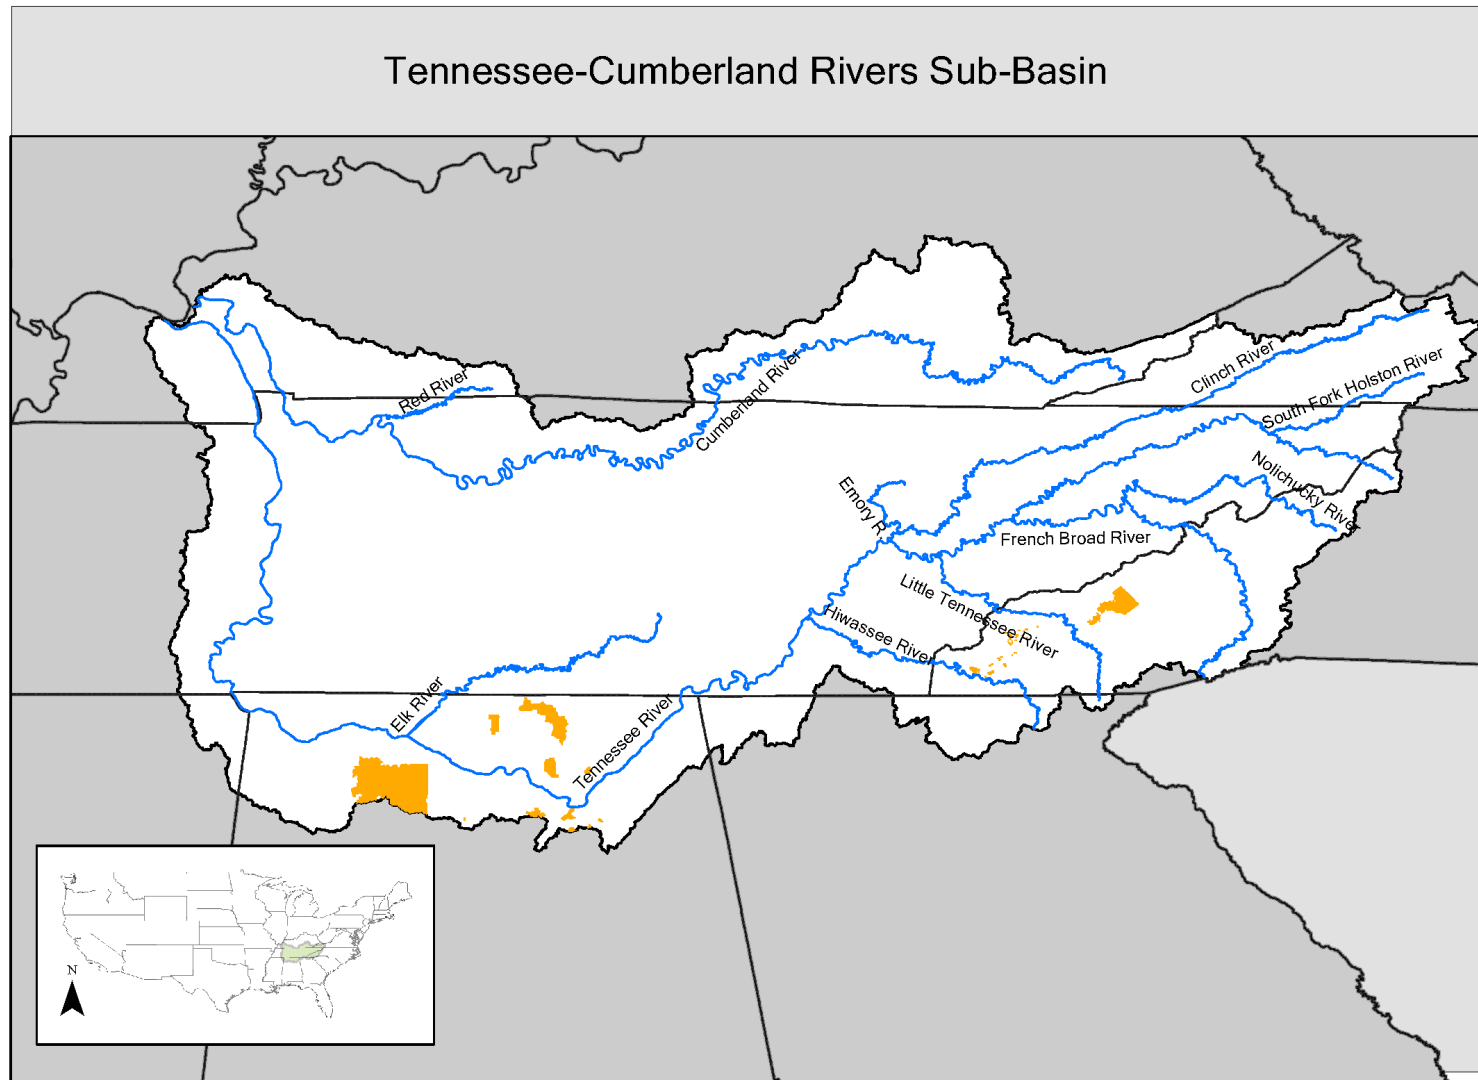 Tennessee-Cumberland Rivers Sub-Basin
Red River
Cumberland River
Clinch River
South Fork Holston River
Nolichucky River
Emory R.
French Broad River
Little Tennessee River
Hiwassee River
Elk River
Tennessee River
N